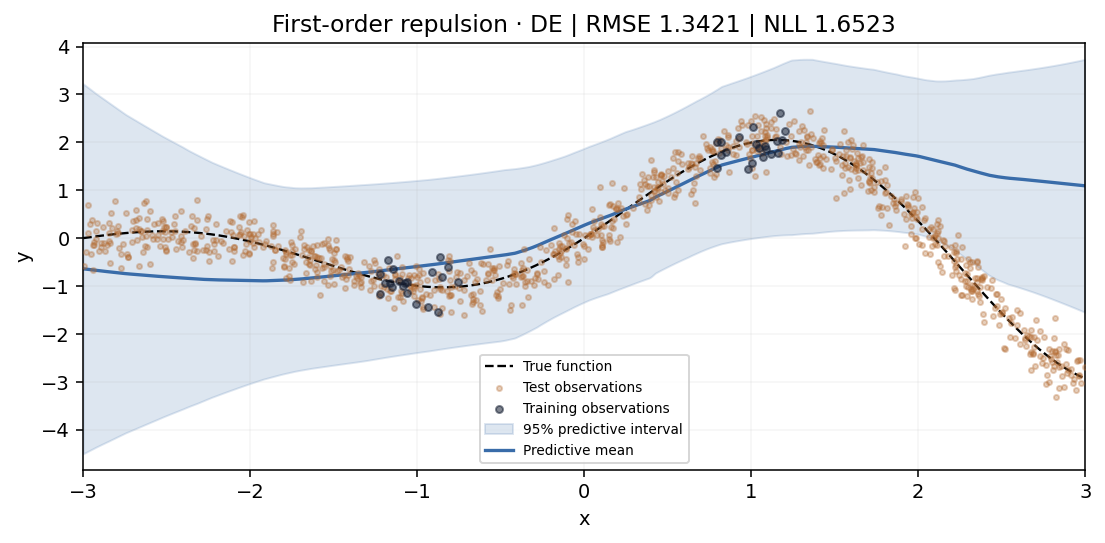 First-order repulsion · DE | RMSE 1.3421 | NLL 1.6523
4
3
2
1
0
−1
−2
−3
−4
y
True function
Test observations
Training observations
95% predictive interval
Predictive mean
−3 −2 −1 0 1 2 3
x